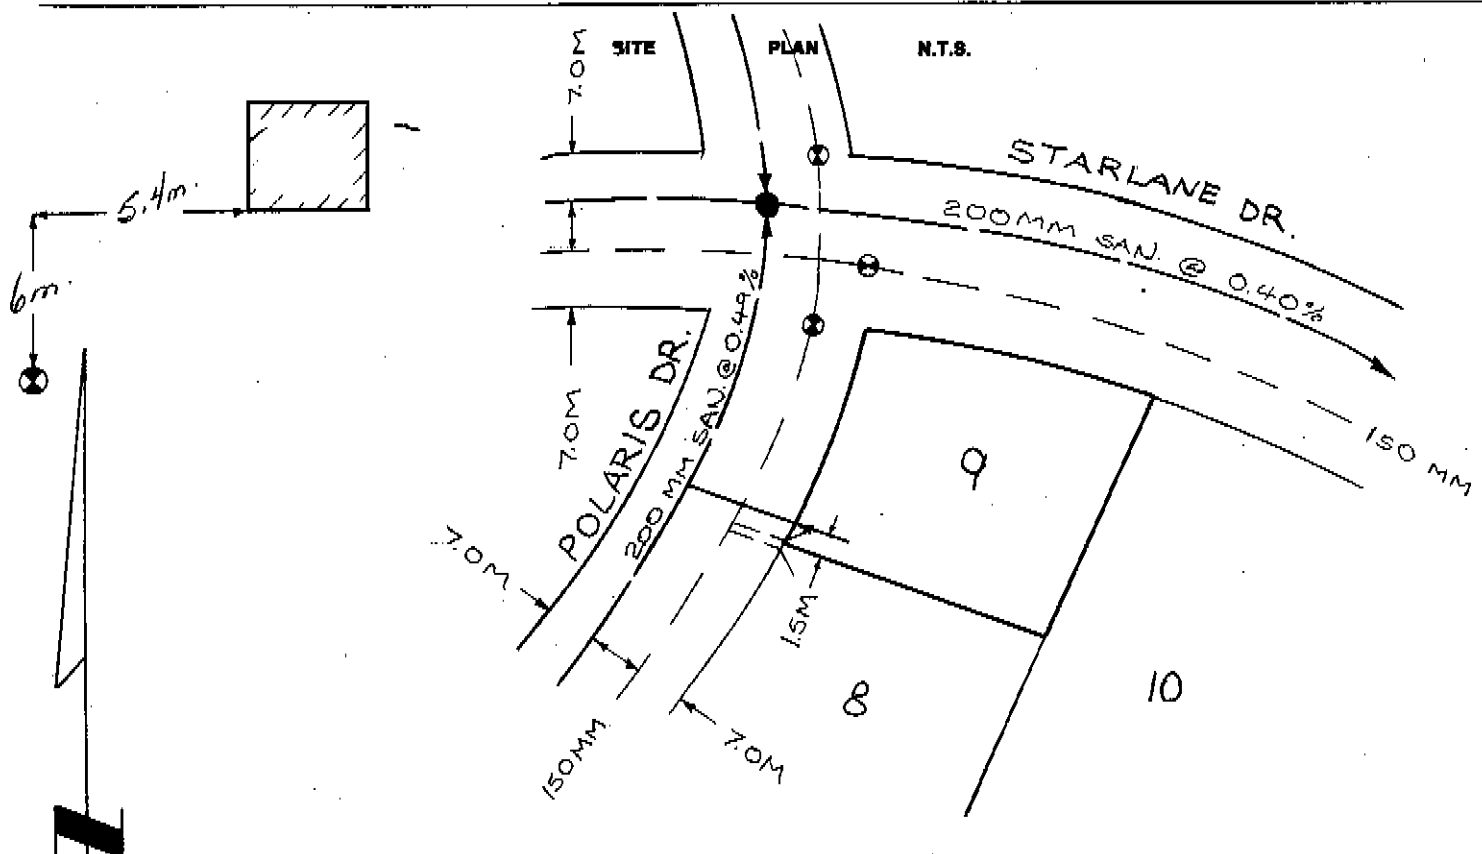 SITE PLAN N.T.S.
7.0M
STARLANE DR.
5.4m.
200MM SAN. @ 0.40%
6m.
200 MM SAN. @ 0.49%
POLARIS DR.
7.0M
150 MM
9
7.0M
1.5M
8
10
150MM
7.0M